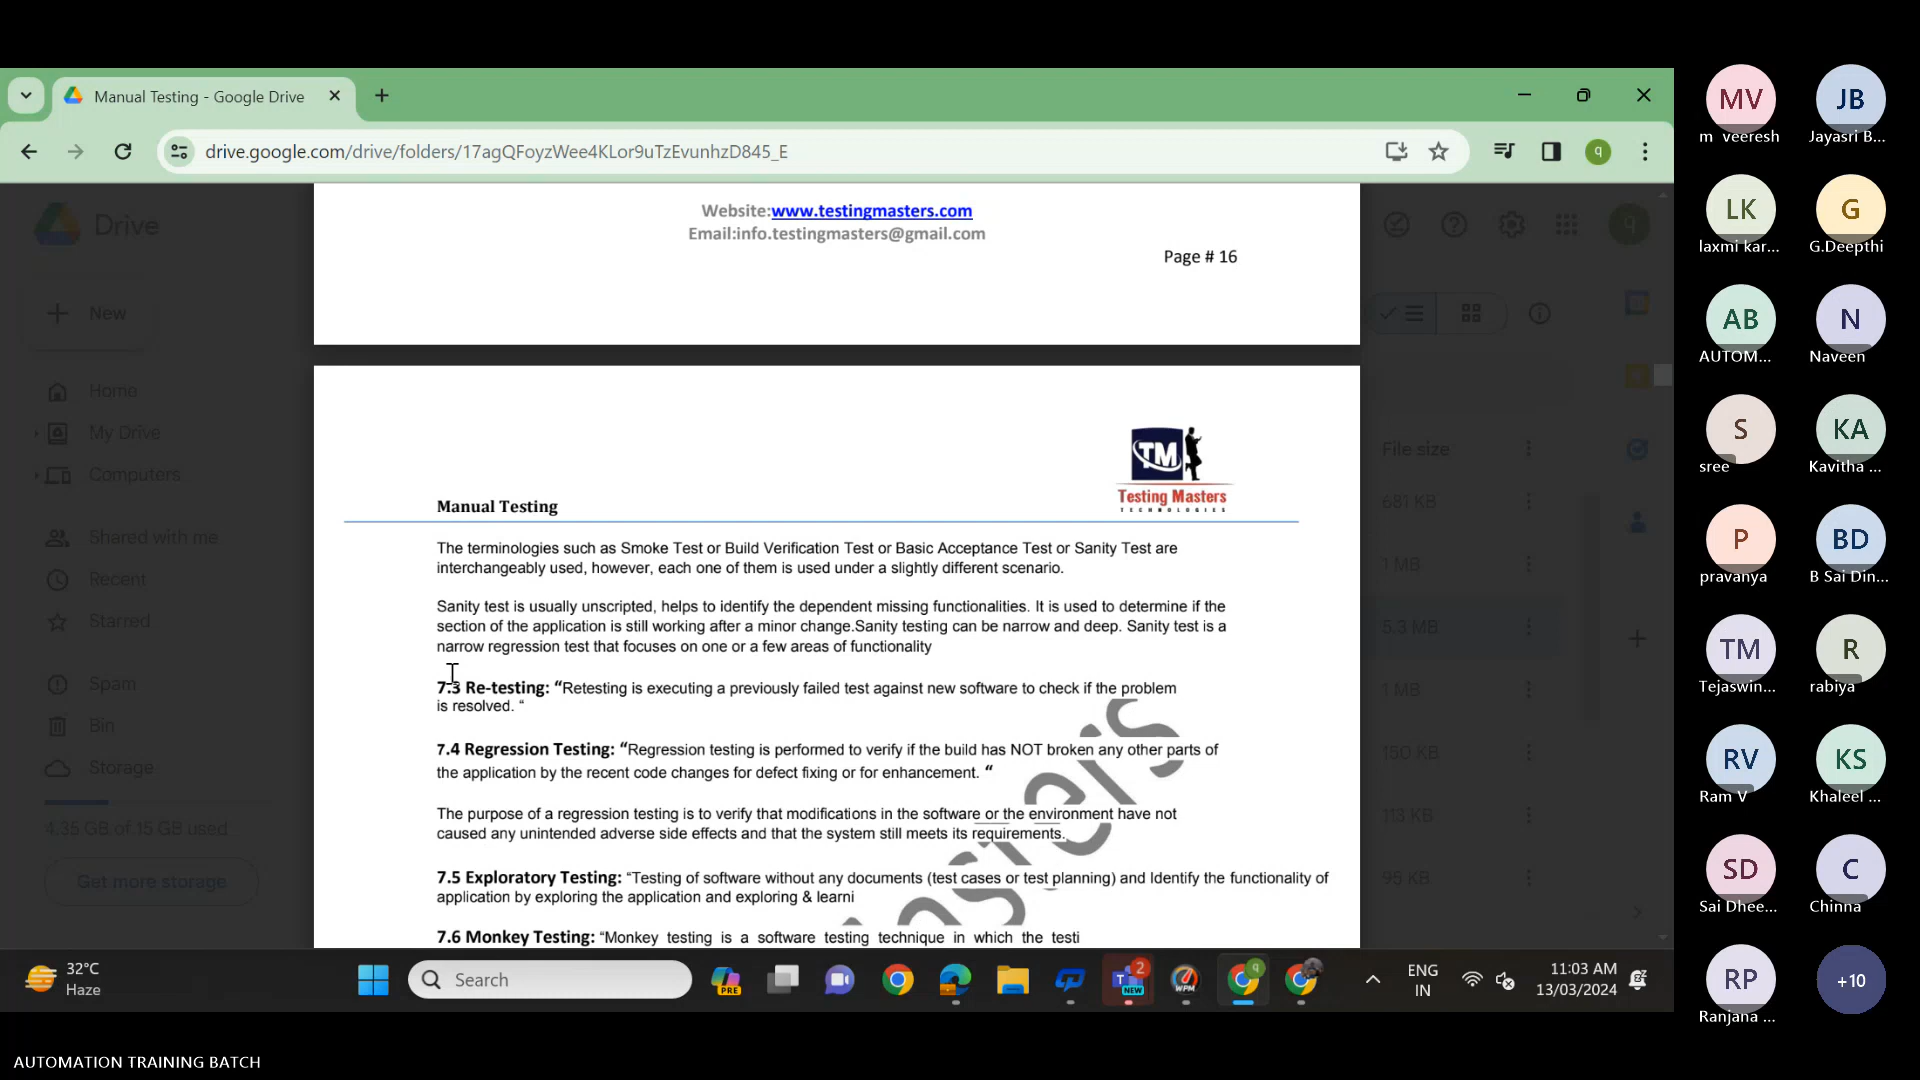 Manual Testing - Google Drive
drive.google.com/drive/folders/17agQFoyzWee4KLor9uTzEvunhzD845_E
q
Drive
New
Home
My Drive
Computers
Shared with me
Recent
Starred
Spam
Bin
Storage
4.35 GB of 15 GB used
Get more storage
Website:www.testingmasters.com
Email:info.testingmasters@gmail.com
Page # 16
TM
Testing Masters
TECHNOLOGIES
Manual Testing
The terminologies such as Smoke Test or Build Verification Test or Basic Acceptance Test or Sanity Test are
interchangeably used, however, each one of them is used under a slightly different scenario.
Sanity test is usually unscripted, helps to identify the dependent missing functionalities. It is used to determine if the
section of the application is still working after a minor change.Sanity testing can be narrow and deep. Sanity test is a
narrow regression test that focuses on one or a few areas of functionality
7.3 Re-testing: “Retesting is executing a previously failed test against new software to check if the problem
is resolved. “
7.4 Regression Testing: “Regression testing is performed to verify if the build has NOT broken any other parts of
the application by the recent code changes for defect fixing or for enhancement. “
The purpose of a regression testing is to verify that modifications in the software or the environment have not
caused any unintended adverse side effects and that the system still meets its requirements.
7.5 Exploratory Testing: “Testing of software without any documents (test cases or test planning) and Identify the functionality of
application by exploring the application and exploring & learni
7.6 Monkey Testing: “Monkey testing is a software testing technique in which the testi
q
File size
681 KB
1 MB
5.3 MB
1 MB
150 KB
113 KB
95 KB
32°C
Haze
Search
PRE
2
NEW
WPM
q
ENG
IN
11:03 AM
13/03/2024
MV
m veeresh
JB
Jayasri B...
LK
laxmi kar...
G
G.Deepthi
AB
AUTOM...
N
Naveen
S
sree
KA
Kavitha ...
P
pravanya
BD
B Sai Din...
TM
Tejaswin...
R
rabiya
RV
Ram V
KS
Khaleel ...
SD
Sai Dhee...
C
Chinna
RP
Ranjana ...
+10
AUTOMATION TRAINING BATCH